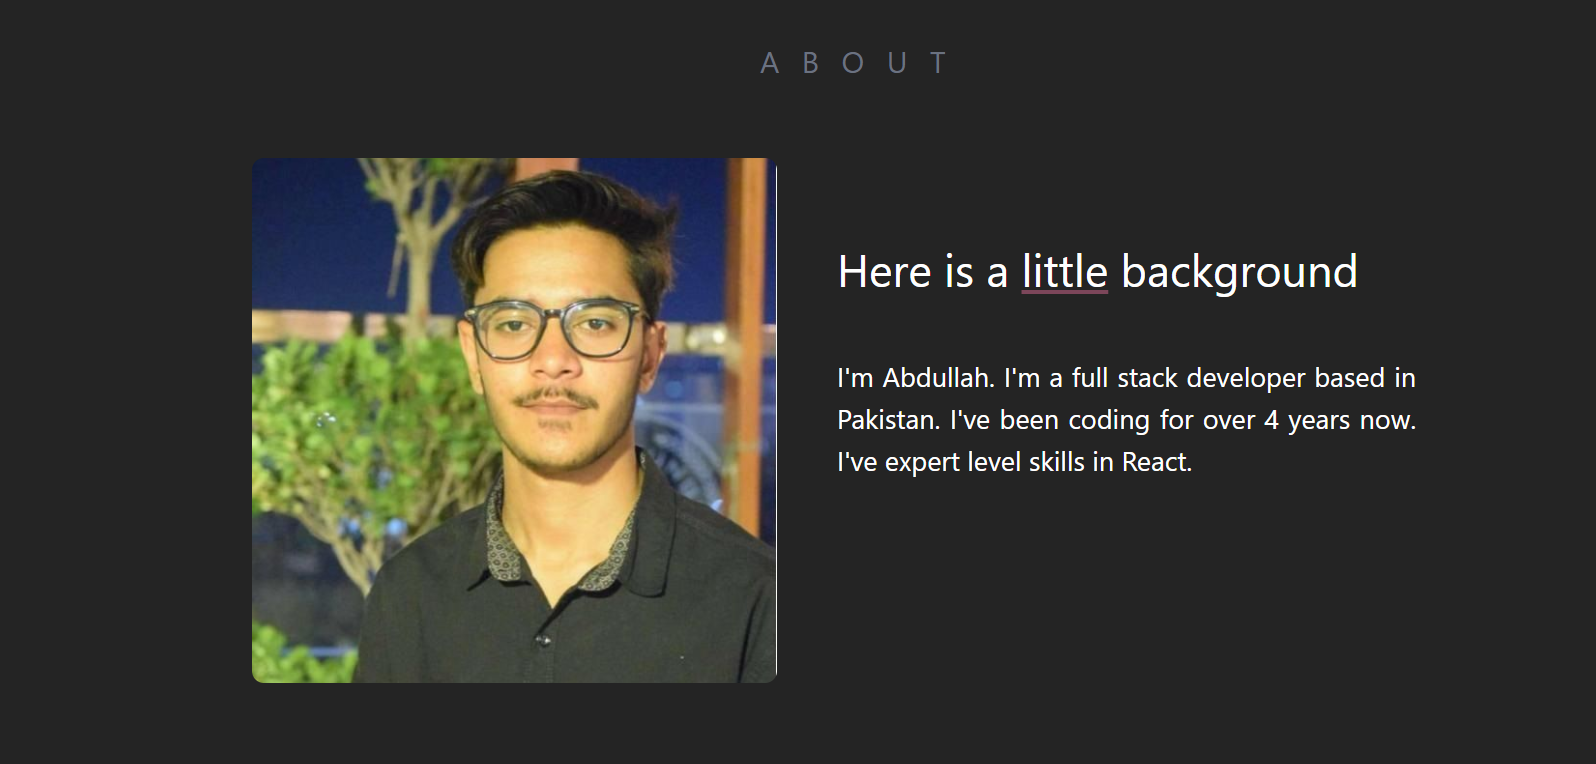 A B O U T
Here is a little background
I'm Abdullah. I'm a full stack developer based in
Pakistan. I've been coding for over 4 years now.
I've expert level skills in React.